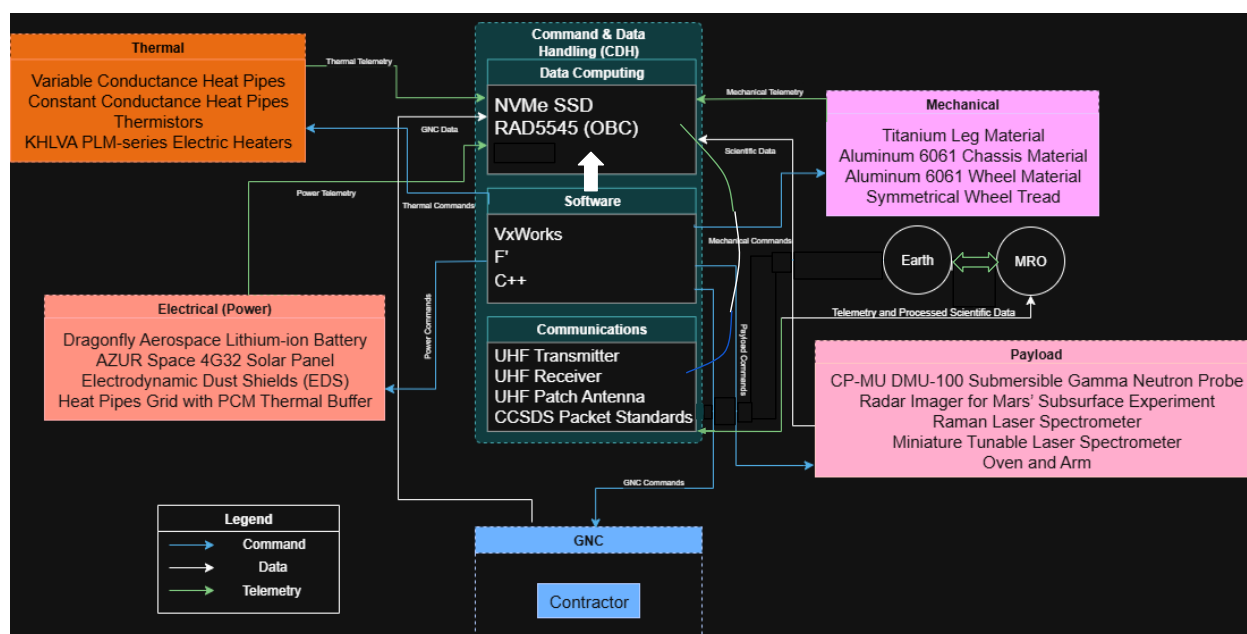 Thermal
Variable Conductance Heat Pipes
Constant Conductance Heat Pipes
Thermistors
KHLVA PLM-series Electric Heaters
Thermal Telemetry
GNC Data
Power Telemetry
Thermal Commands
Command & Data
Handling (CDH)
Data Computing
NVMe SSD
RAD5545 (OBC)
Software
VxWorks
F'
C++
Communications
UHF Transmitter
UHF Receiver
UHF Patch Antenna
CCSDS Packet Standards
Mechanical Telemetry
Scientific Data
Mechanical Commands
Mechanical
Titanium Leg Material
Aluminum 6061 Chassis Material
Aluminum 6061 Wheel Material
Symmetrical Wheel Tread
Earth
MRO
Telemetry and Processed Scientific Data
Electrical (Power)
Dragonfly Aerospace Lithium-ion Battery
AZUR Space 4G32 Solar Panel
Electrodynamic Dust Shields (EDS)
Heat Pipes Grid with PCM Thermal Buffer
Power Commands
Payload Commands
Payload
CP-MU DMU-100 Submersible Gamma Neutron Probe
Radar Imager for Mars' Subsurface Experiment
Raman Laser Spectrometer
Miniature Tunable Laser Spectrometer
Oven and Arm
GNC Commands
GNC
Contractor
Legend
Command
Data
Telemetry